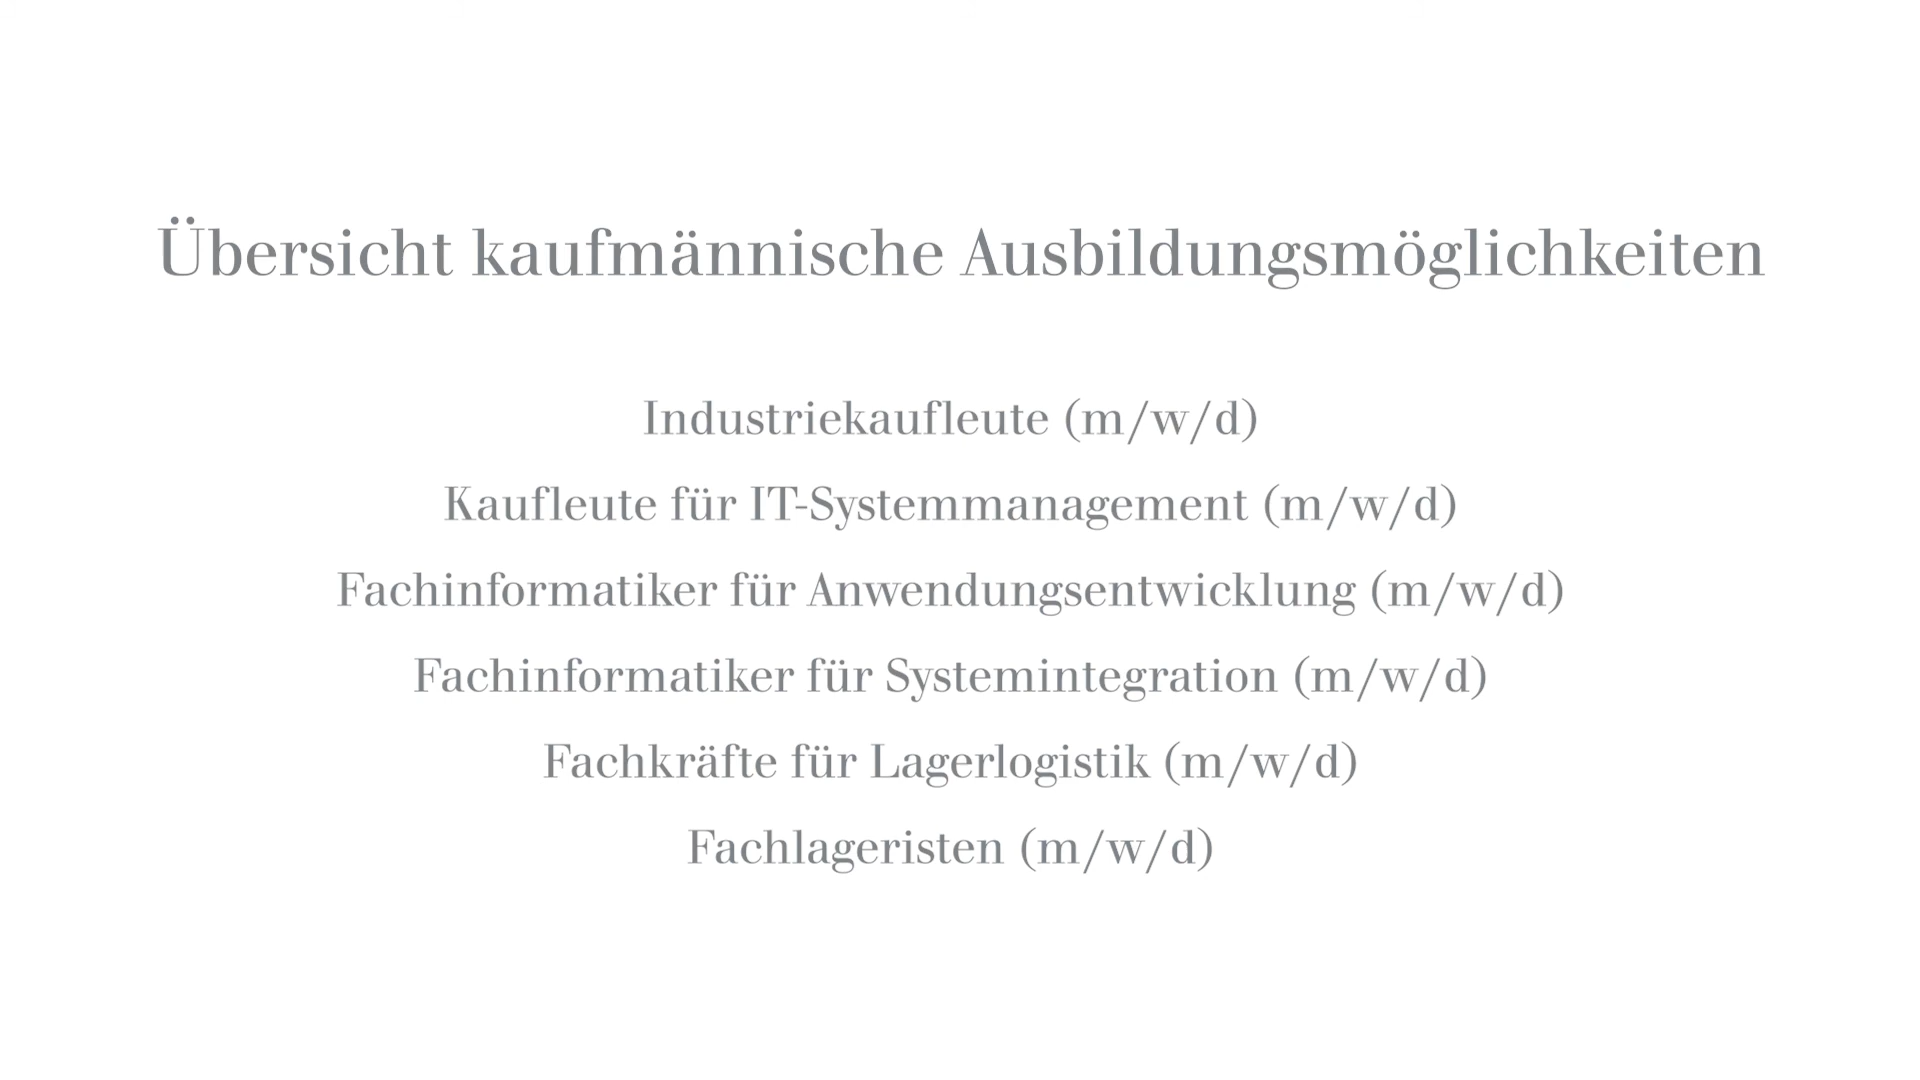 Übersicht kaufmännische Ausbildungsmöglichkeiten
Industriekaufleute (m/w/d)
Kaufleute für IT-Systemmanagement (m/w/d)
Fachinformatiker für Anwendungsentwicklung (m/w/d)
Fachinformatiker für Systemintegration (m/w/d)
Fachkräfte für Lagerlogistik (m/w/d)
Fachlageristen (m/w/d)